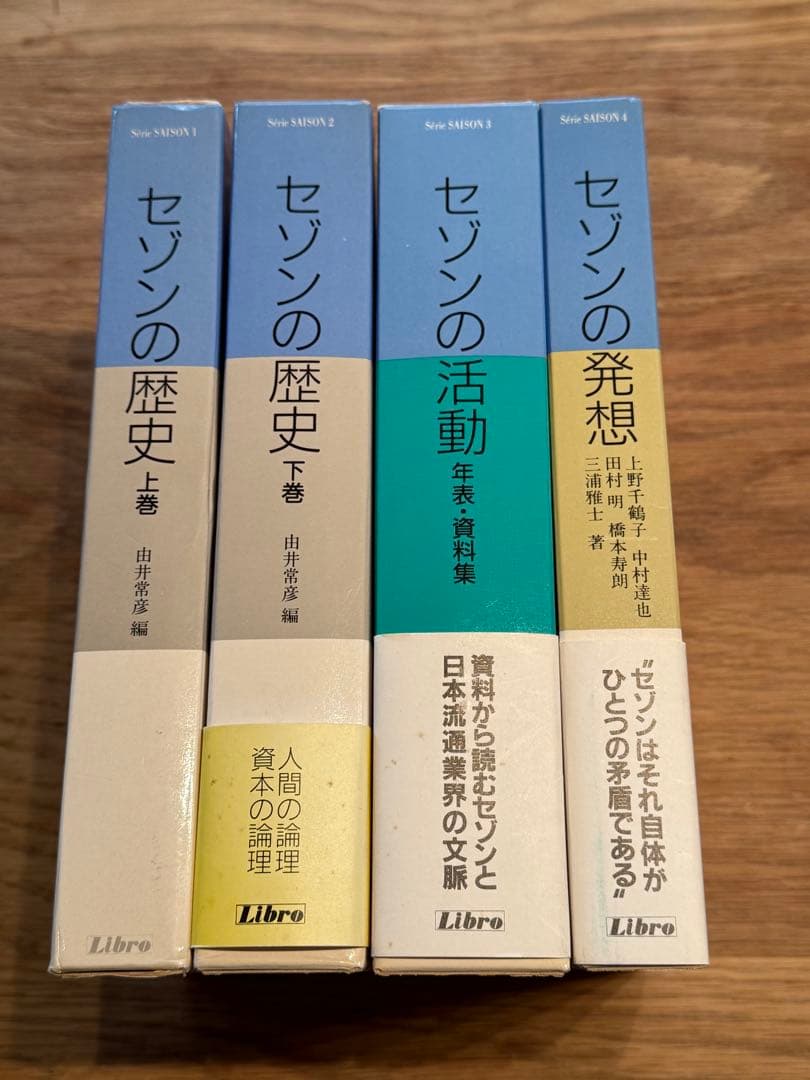 Série SAISON 1
セゾンの歴史 上巻
由井常彦 編
Libro
Série SAISON 2
セゾンの歴史 下巻
由井常彦 編
人間の論理
資本の論理
Libro
Série SAISON 3
セゾンの活動 年表・資料集
資料から読むセゾンと
日本流通業界の文脈
Libro
Série SAISON 4
セゾンの発想
上野千鶴子 中村達也
田村 明 橋本寿朗
三浦雅士 著
"セゾンはそれ自体が
ひとつの矛盾である"
Libro